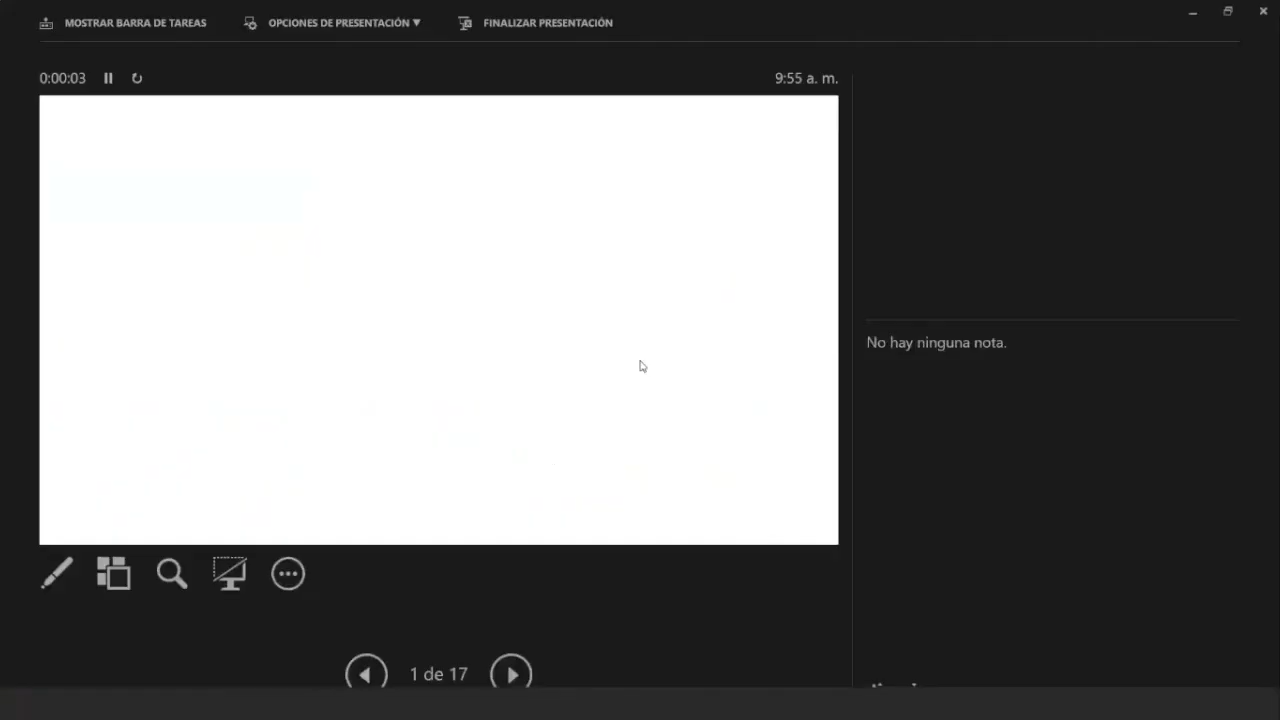 MOSTRAR BARRA DE TAREAS OPCIONES DE PRESENTACIÓN ▼ FINALIZAR PRESENTACIÓN
0:00:03 9:55 a. m.
No hay ninguna nota.
1 de 17